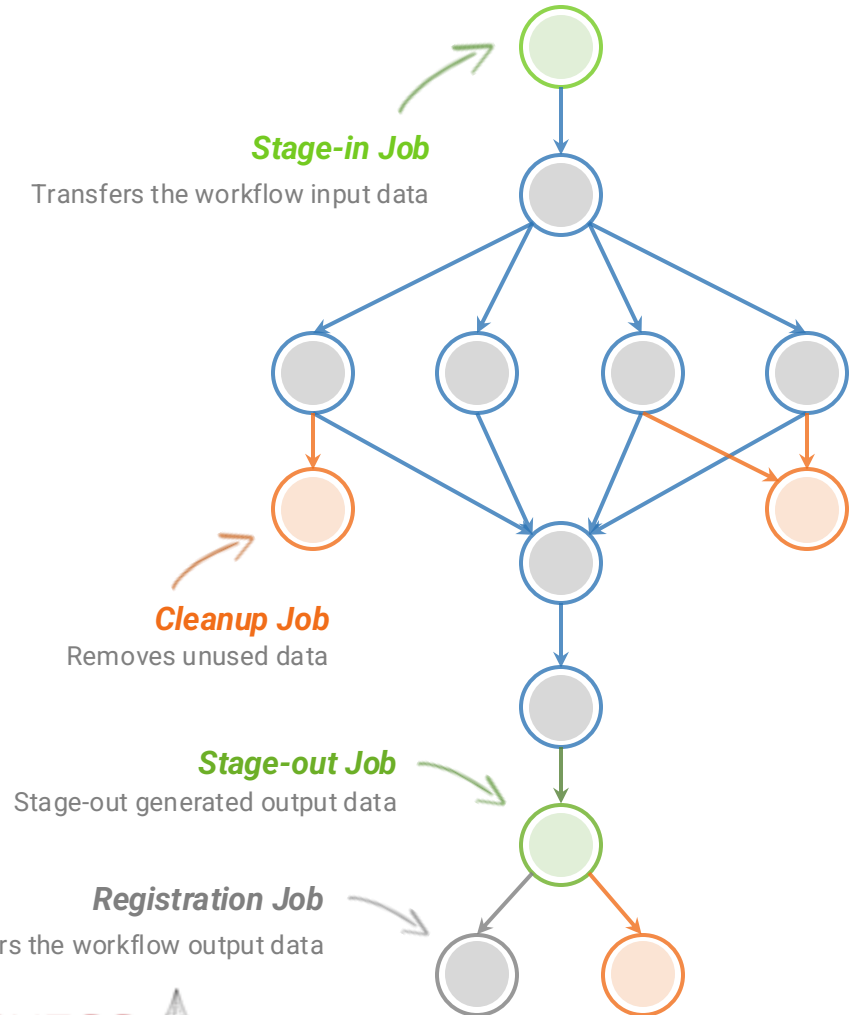 Stage-in Job
Transfers the workflow input data
Cleanup Job
Removes unused data
Stage-out Job
Stage-out generated output data
Registration Job
the workflow output data